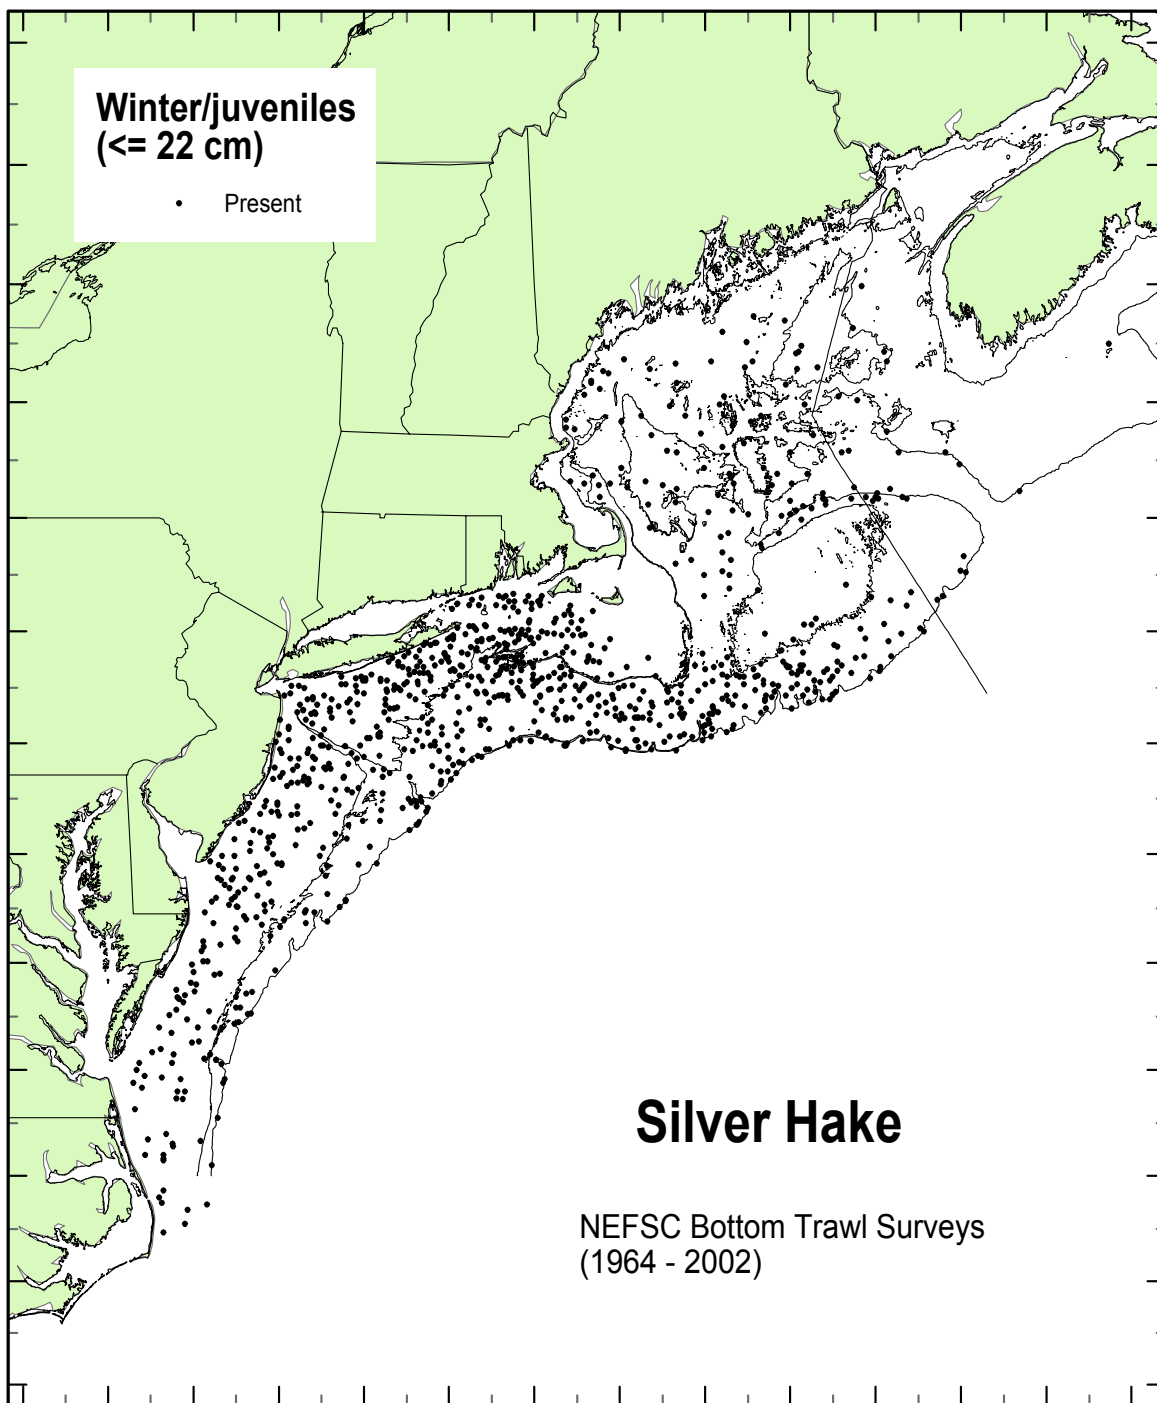 Winter/juveniles
(<= 22 cm)
Present
Silver Hake
NEFSC Bottom Trawl Surveys
(1964 - 2002)